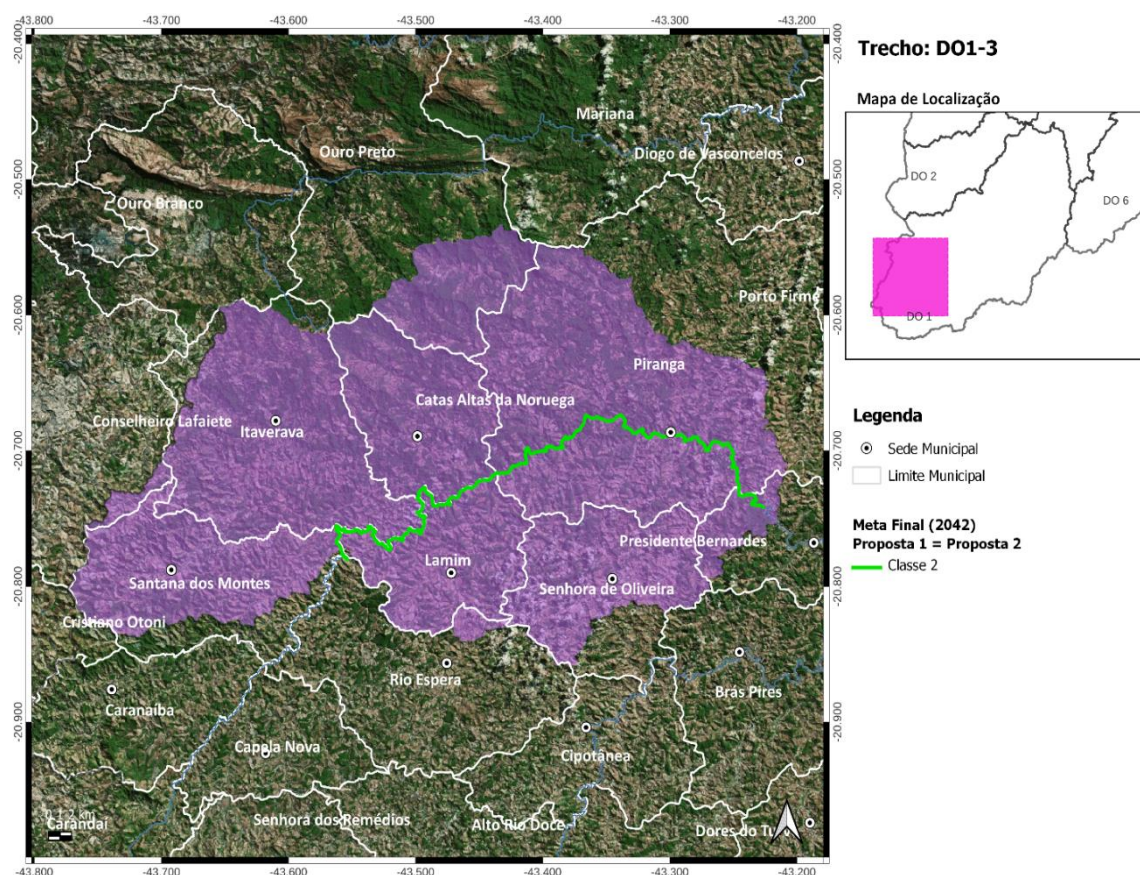 -43.800 -43.700 -43.600 -43.500 -43.400 -43.300 -43.200
-20.400 -20.400
Trecho: DO1-3
Mapa de Localização
Mariana
Ouro Preto
Diogo de Vasconcelos
DO 2
DO 6
-20.500 -20.500
Ouro Branco
Porto Firme
-20.600 -20.600
DO 1
Piranga
Catas Altas da Noruega
Conselheiro Lafaiete
Itaverava
Legenda
Sede Municipal
Limite Municipal
-20.700 -20.700
Meta Final (2042)
Proposta 1 = Proposta 2
Classe 2
Presidente Bernardes
Lamim
Santana dos Montes
Senhora de Oliveira
-20.800 -20.800
Cristiano Otoni
Rio Espera
Brás Pires
Caranaíba
-20.900 -20.900
Capela Nova
Cipotânea
Senhora dos Remédios
Alto Rio Doce
Dores do
Carandaí
-43.800 -43.700 -43.600 -43.500 -43.400 -43.300 -43.200